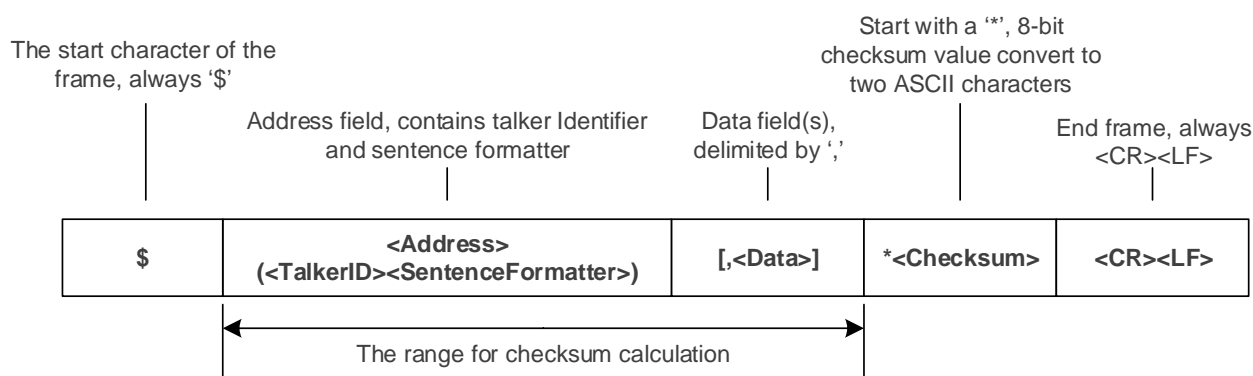 The start character of the
frame, always ‘$’
Address field, contains talker Identifier
and sentence formatter
Data field(s),
delimited by ‘,’
Start with a ‘*’, 8-bit
checksum value convert to
two ASCII characters
End frame, always
<CR><LF>
$
<Address>
(<TalkerID><SentenceFormatter>)
[,<Data>]
*<Checksum>
<CR><LF>
The range for checksum calculation